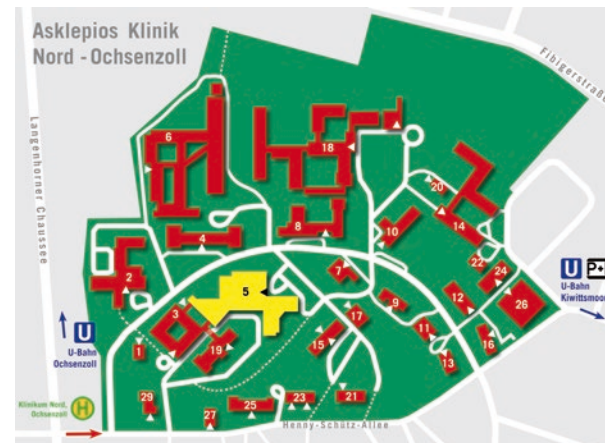 Asklepios Klinik
Nord - Ochsenzoll
Fibigerstraße
Langenhorner Chaussee
6
18
20
4
8
10
14
2
7
22
24
5
9
12
26
3
17
11
1
19
15
16
13
29
27
25
23
21
U
U-Bahn
Ochsenzoll
U P+
U-Bahn
Kiwittsmoor
Klinikum Nord,
Ochsenzoll
H
Henny-Schütz-Allee